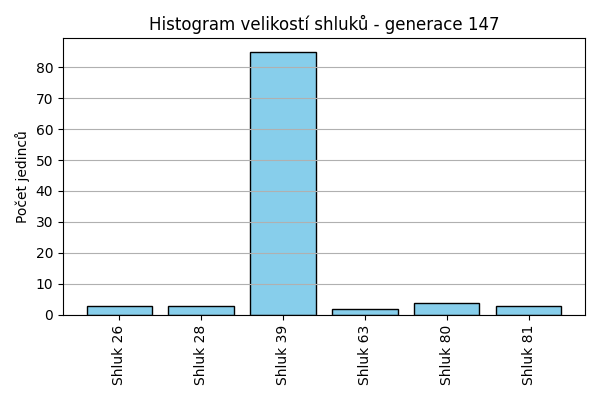 Histogram velikostí shluků - generace 147
Počet jedinců
80
70
60
50
40
30
20
10
0
Shluk 26
Shluk 28
Shluk 39
Shluk 63
Shluk 80
Shluk 81